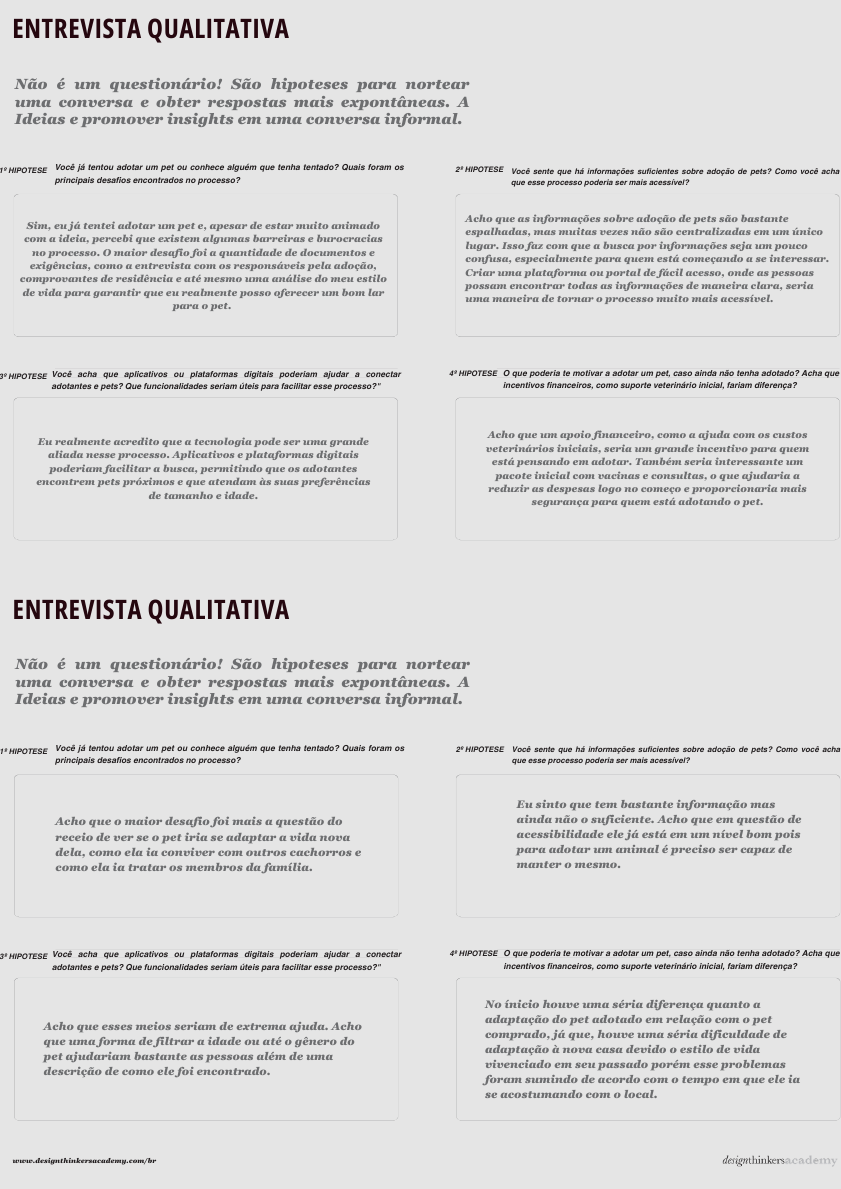 ENTREVISTA QUALITATIVA
Não é um questionário! São hipoteses para nortear
uma conversa e obter respostas mais expontâneas. A
Ideias e promover insights em uma conversa informal.
1º HIPOTESE Você já tentou adotar um pet ou conhece alguém que tenha tentado? Quais foram os
principais desafios encontrados no processo?
Sim, eu já tentei adotar um pet e, apesar de estar muito animado
com a ideia, percebi que existem algumas barreiras e burocracias
no processo. O maior desafio foi a quantidade de documentos e
exigências, como a entrevista com os responsáveis pela adoção,
comprovantes de residência e até mesmo uma análise do meu estilo
de vida para garantir que eu realmente posso oferecer um bom lar
para o pet.
2º HIPOTESE Você sente que há informações suficientes sobre adoção de pets? Como você acha
que esse processo poderia ser mais acessível?
Acho que as informações sobre adoção de pets são bastante
espalhadas, mas muitas vezes não são centralizadas em um único
lugar. Isso faz com que a busca por informações seja um pouco
confusa, especialmente para quem está começando a se interessar.
Criar uma plataforma ou portal de fácil acesso, onde as pessoas
possam encontrar todas as informações de maneira clara, seria
uma maneira de tornar o processo muito mais acessível.
3º HIPOTESE Você acha que aplicativos ou plataformas digitais poderiam ajudar a conectar
adotantes e pets? Que funcionalidades seriam úteis para facilitar esse processo?"
Eu realmente acredito que a tecnologia pode ser uma grande
aliada nesse processo. Aplicativos e plataformas digitais
poderiam facilitar a busca, permitindo que os adotantes
encontrem pets próximos e que atendam às suas preferências
de tamanho e idade.
4º HIPOTESE O que poderia te motivar a adotar um pet, caso ainda não tenha adotado? Acha que
incentivos financeiros, como suporte veterinário inicial, fariam diferença?
Acho que um apoio financeiro, como a ajuda com os custos
veterinários iniciais, seria um grande incentivo para quem
está pensando em adotar. Também seria interessante um
pacote inicial com vacinas e consultas, o que ajudaria a
reduzir as despesas logo no começo e proporcionaria mais
segurança para quem está adotando o pet.
ENTREVISTA QUALITATIVA
Não é um questionário! São hipoteses para nortear
uma conversa e obter respostas mais expontâneas. A
Ideias e promover insights em uma conversa informal.
1º HIPOTESE Você já tentou adotar um pet ou conhece alguém que tenha tentado? Quais foram os
principais desafios encontrados no processo?
Acho que o maior desafio foi mais a questão do
receio de ver se o pet iria se adaptar a vida nova
dela, como ela ia conviver com outros cachorros e
como ela ia tratar os membros da família.
2º HIPOTESE Você sente que há informações suficientes sobre adoção de pets? Como você acha
que esse processo poderia ser mais acessível?
Eu sinto que tem bastante informação mas
ainda não o suficiente. Acho que em questão de
acessibilidade ele já está em um nível bom pois
para adotar um animal é preciso ser capaz de
manter o mesmo.
3º HIPOTESE Você acha que aplicativos ou plataformas digitais poderiam ajudar a conectar
adotantes e pets? Que funcionalidades seriam úteis para facilitar esse processo?"
Acho que esses meios seriam de extrema ajuda. Acho
que uma forma de filtrar a idade ou até o gênero do
pet ajudariam bastante as pessoas além de uma
descrição de como ele foi encontrado.
4º HIPOTESE O que poderia te motivar a adotar um pet, caso ainda não tenha adotado? Acha que
incentivos financeiros, como suporte veterinário inicial, fariam diferença?
No ínicio houve uma séria diferença quanto a
adaptação do pet adotado em relação com o pet
comprado, já que, houve uma séria dificuldade de
adaptação à nova casa devido o estilo de vida
vivenciado em seu passado porém esse problemas
foram sumindo de acordo com o tempo em que ele ia
se acostumando com o local.
www.designthinkersacademy.com/br
designthinkersacademy